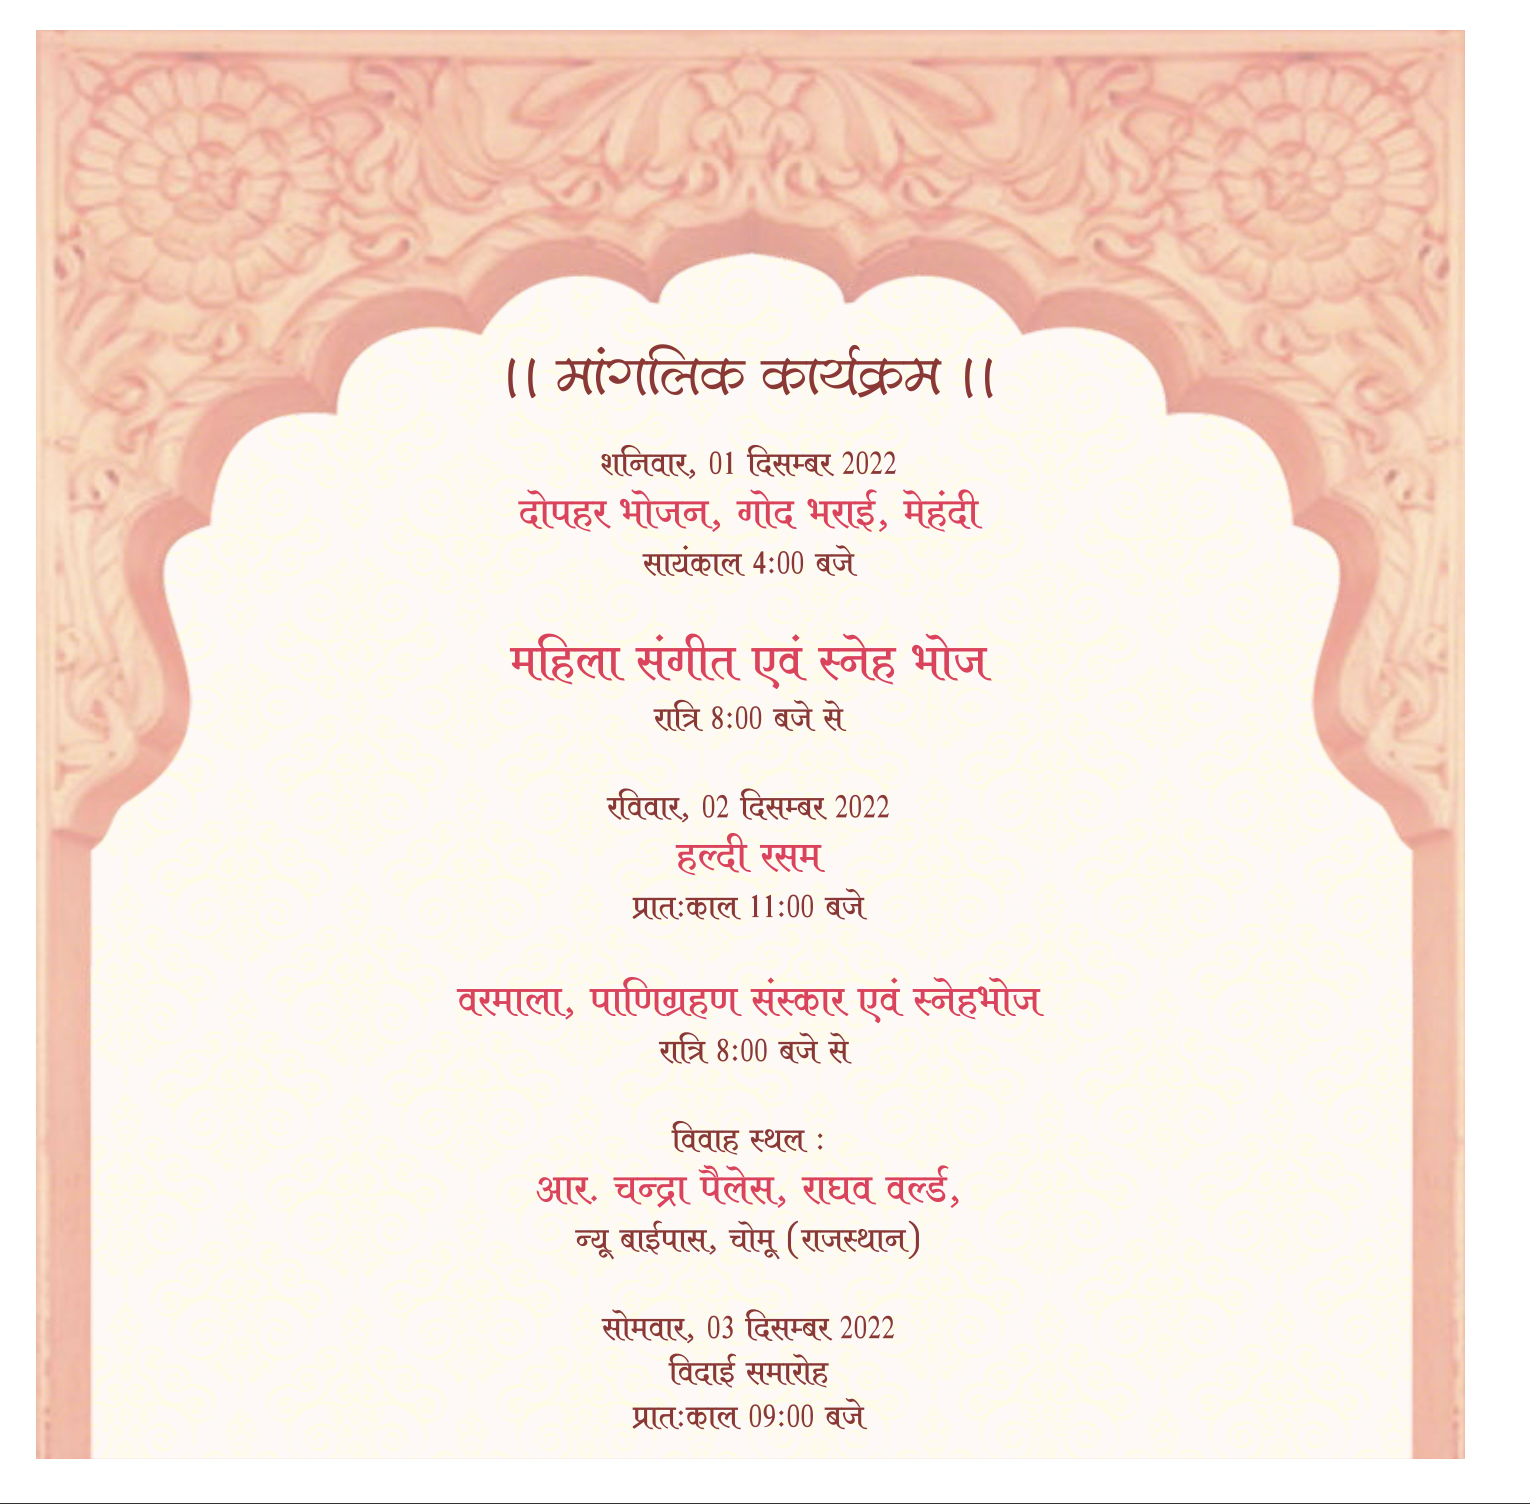 ।। मांगलिक कार्यक्रम ।।
शनिवार, 01 दिसम्बर 2022
दोपहर भोजन, गोद भराई, मेहंदी
सायंकाल 4:00 बजे
महिला संगीत एवं स्नेह भोज
रात्रि 8:00 बजे से
रविवार, 02 दिसम्बर 2022
हल्दी रसम
प्रातःकाल 11:00 बजे
वरमाला, पाणिग्रहण संस्कार एवं स्नेहभोज
रात्रि 8:00 बजे से
विवाह स्थल :
आर. चन्द्रा पैलेस, राघव वर्ल्ड,
न्यू बाईपास, चोमू (राजस्थान)
सोमवार, 03 दिसम्बर 2022
विदाई समारोह
प्रातःकाल 09:00 बजे